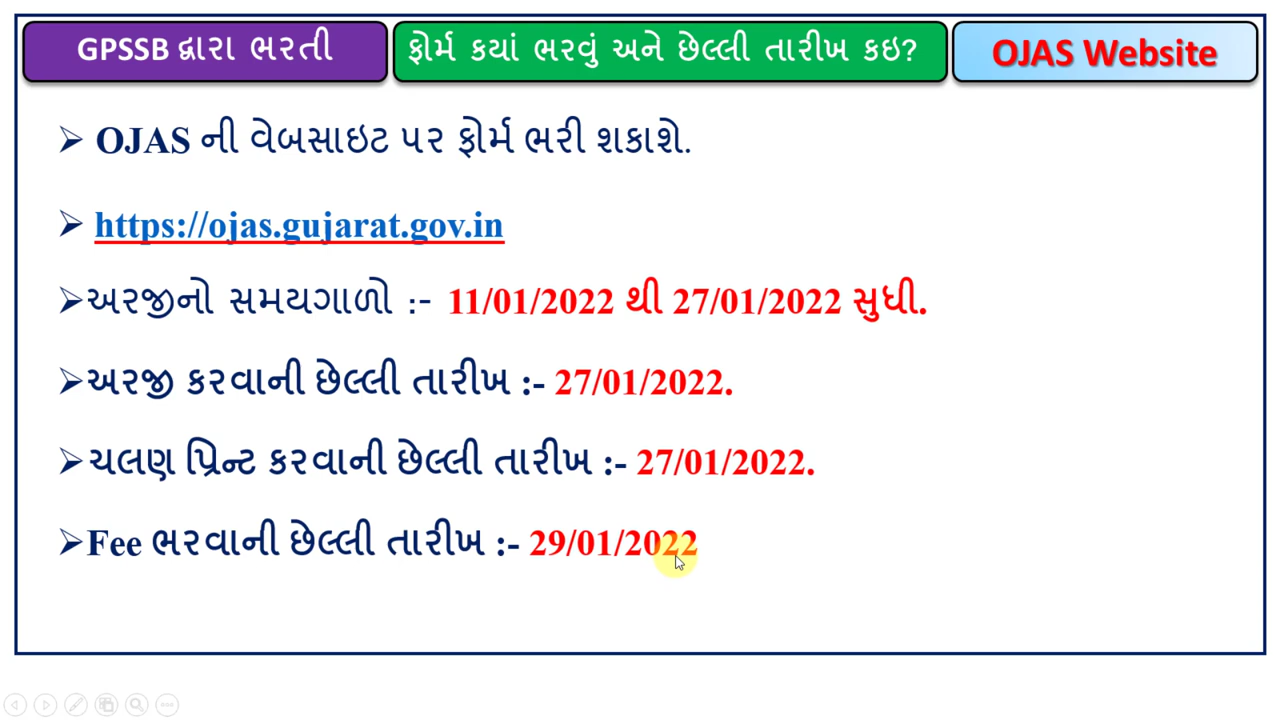 GPSSB દ્વારા ભરતી
ફોર્મ કયાં ભરવું અને છેલ્લી તારીખ કઇ?
OJAS Website
➢ OJAS ની વેબસાઇટ પર ફોર્મ ભરી શકાશે.
➢ https://ojas.gujarat.gov.in
➢અરજીનો સમયગાળો :- 11/01/2022 થી 27/01/2022 સુધી.
➢અરજી કરવાની છેલ્લી તારીખ :- 27/01/2022.
➢ચલણ પ્રિન્ટ કરવાની છેલ્લી તારીખ :- 27/01/2022.
➢Fee ભરવાની છેલ્લી તારીખ :- 29/01/2022